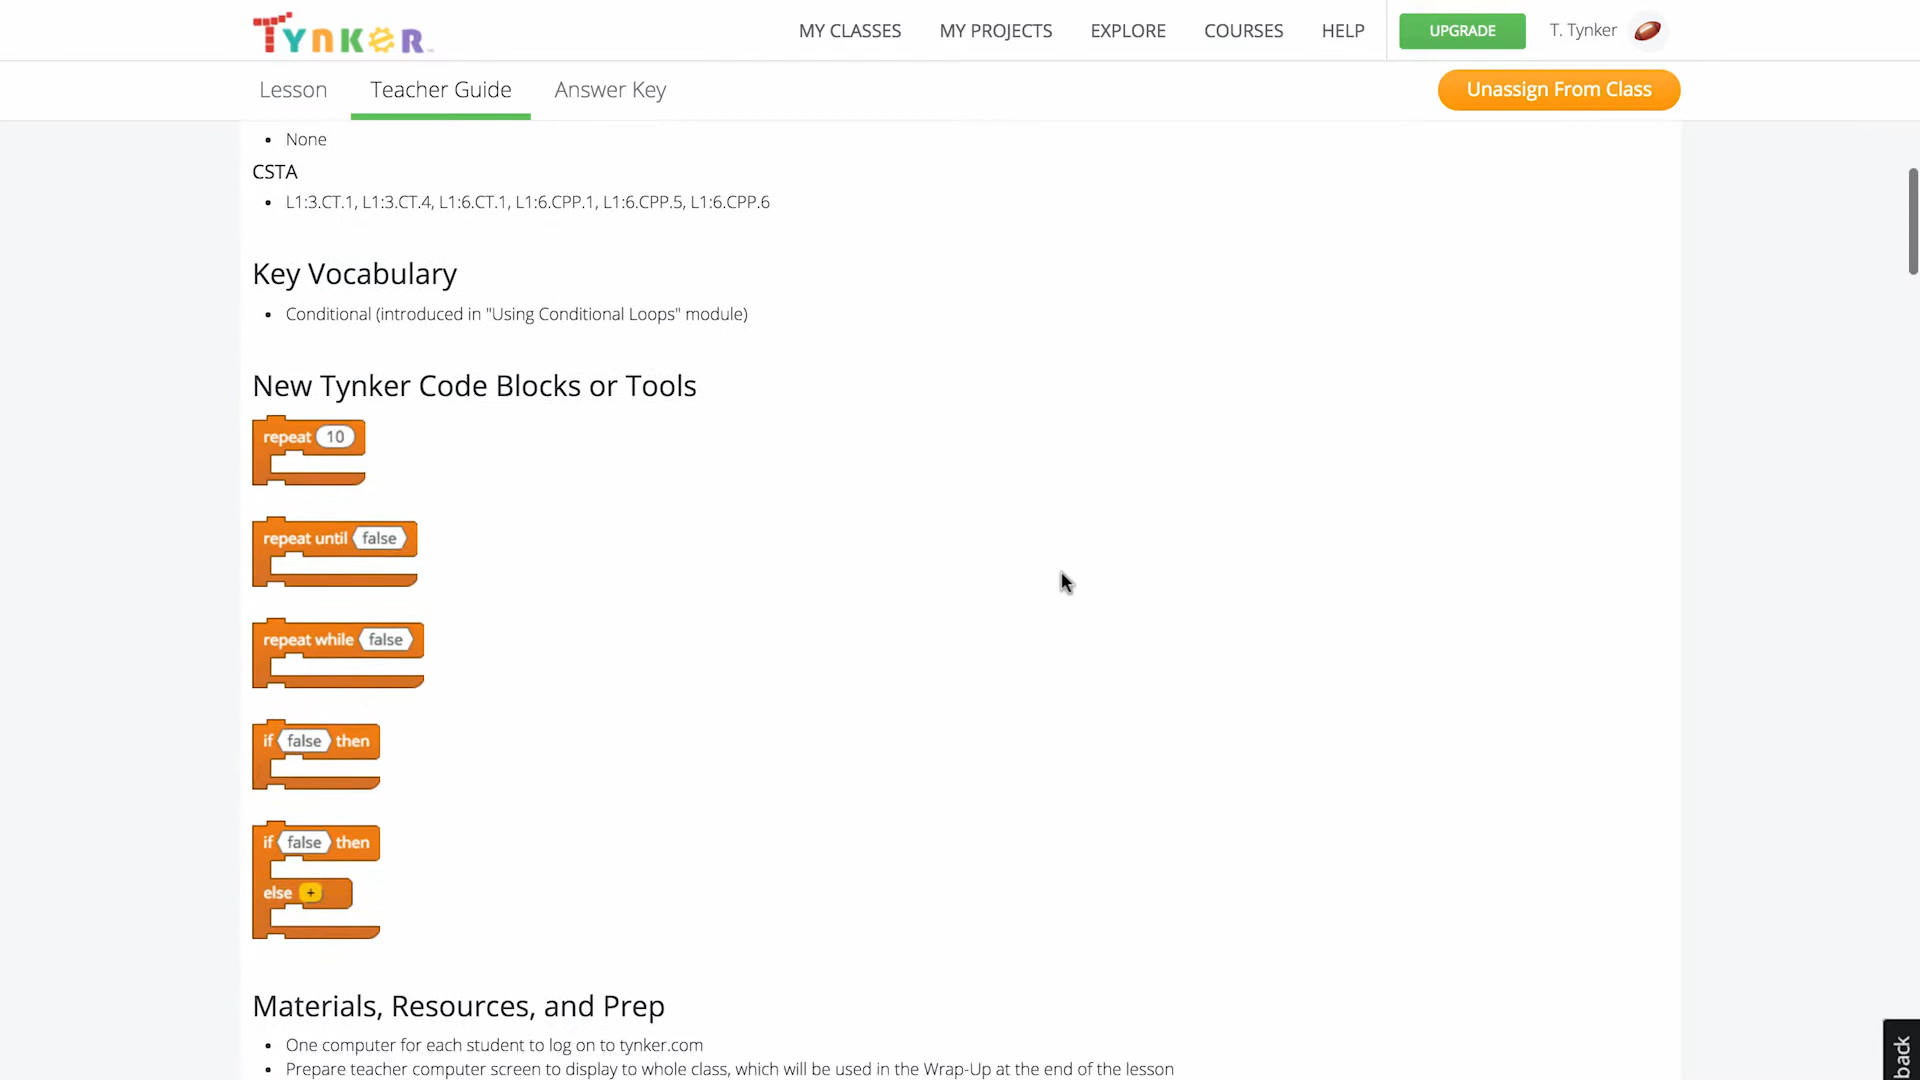 TYNKER
MY CLASSES
MY PROJECTS
EXPLORE
COURSES
HELP
UPGRADE
T. Tynker
Lesson
Teacher Guide
Answer Key
Unassign From Class
• None
CSTA
• L1:3.CT.1, L1:3.CT.4, L1:6.CT.1, L1:6.CPP.1, L1:6.CPP.5, L1:6.CPP.6
Key Vocabulary
• Conditional (introduced in "Using Conditional Loops" module)
New Tynker Code Blocks or Tools
repeat 10
repeat until false
repeat while false
if false then
if false then
else +
Materials, Resources, and Prep
• One computer for each student to log on to tynker.com
• Prepare teacher computer screen to display to whole class, which will be used in the Wrap-Up at the end of the lesson
back